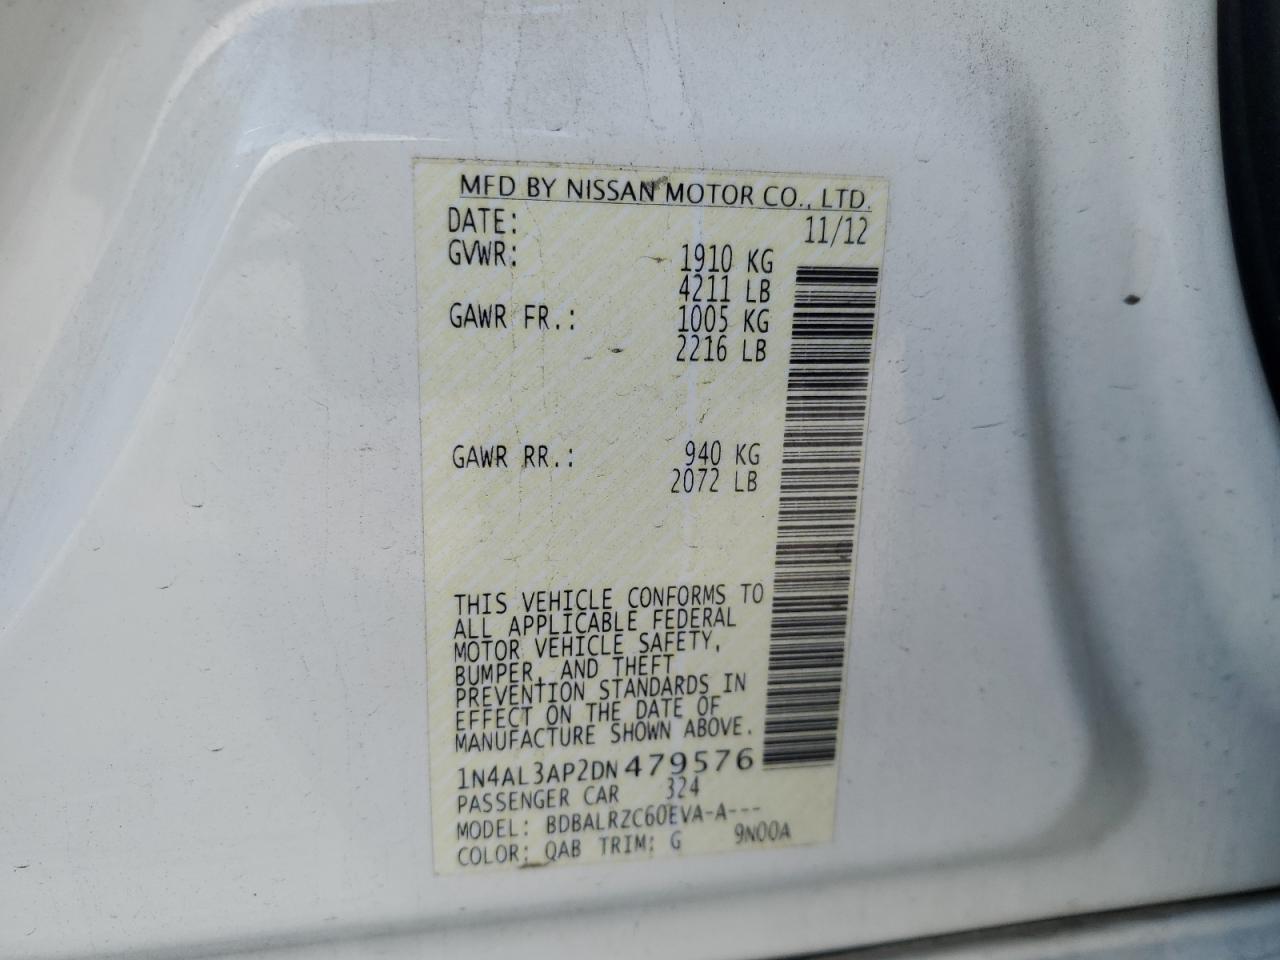 MFD BY NISSAN MOTOR CO., LTD.
DATE: 11/12
GVWR: 1910 KG
4211 LB
GAWR FR.: 1005 KG
2216 LB
GAWR RR.: 940 KG
2072 LB
THIS VEHICLE CONFORMS TO
ALL APPLICABLE FEDERAL
MOTOR VEHICLE SAFETY,
BUMPER, AND THEFT
PREVENTION STANDARDS IN
EFFECT ON THE DATE OF
MANUFACTURE SHOWN ABOVE.
1N4AL3AP2DN479576
PASSENGER CAR 324
MODEL: BDBALRZC60EVA-A---
COLOR: QAB TRIM: G 9N00A